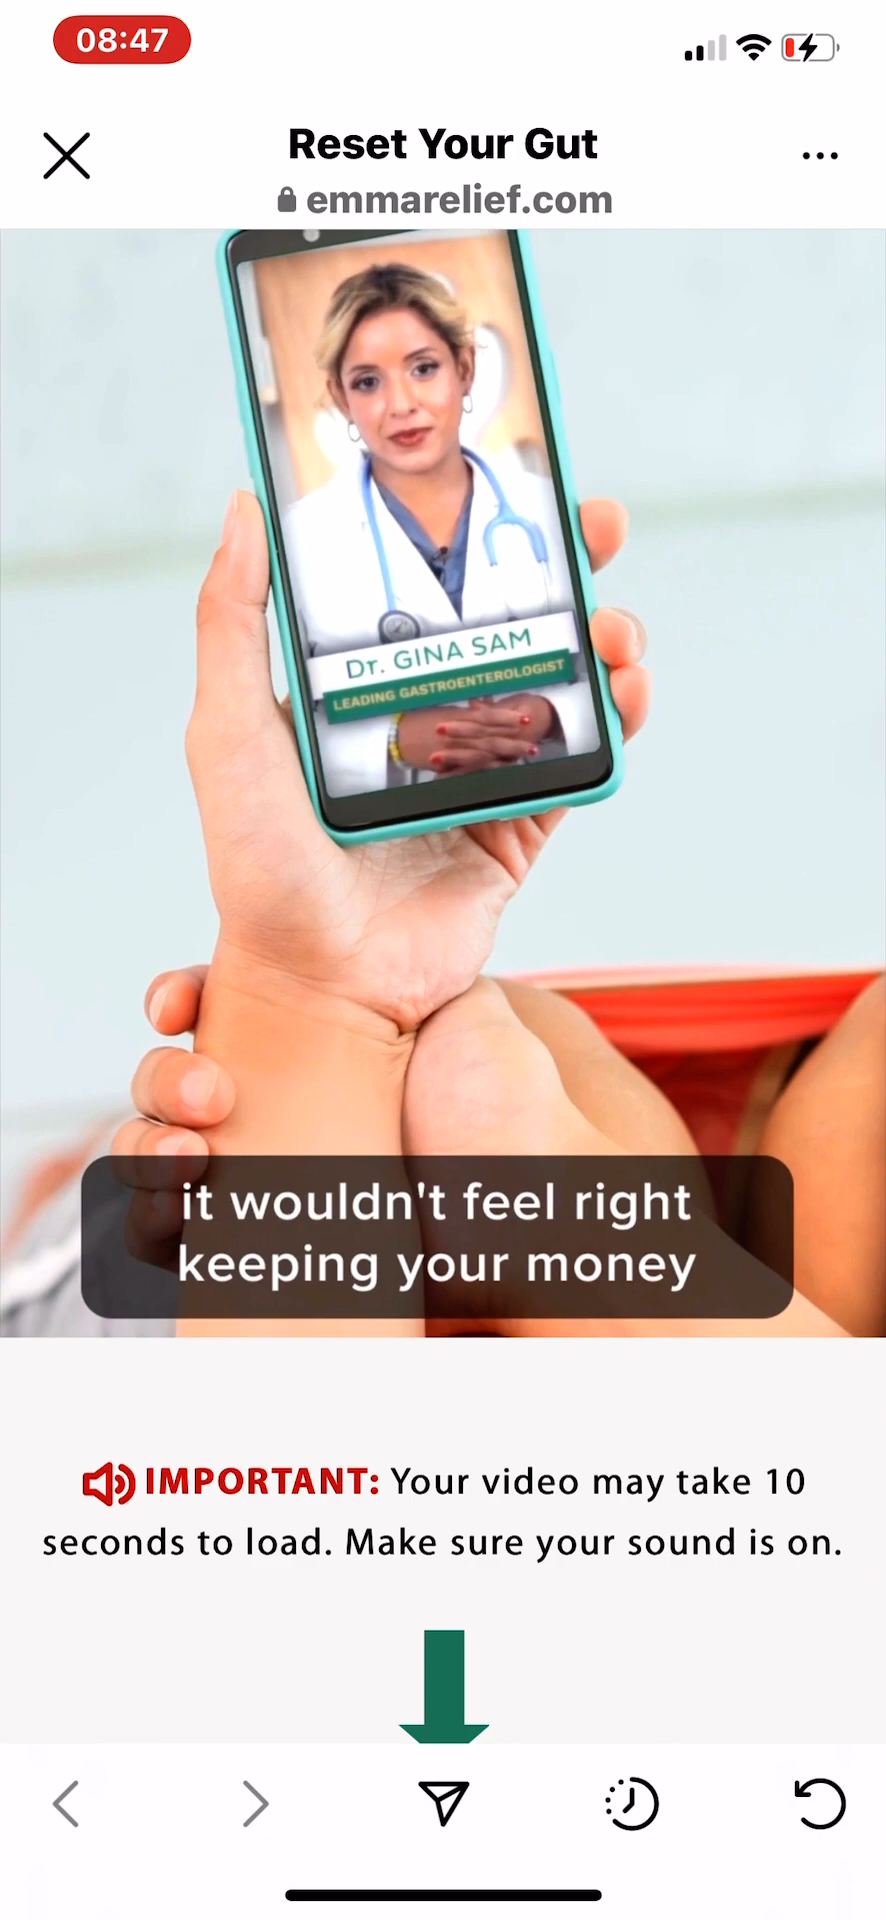 08:47
Reset Your Gut
emmarelief.com
Dr. GINA SAM
LEADING GASTROENTEROLOGIST
it wouldn't feel right
keeping your money
IMPORTANT: Your video may take 10
seconds to load. Make sure your sound is on.